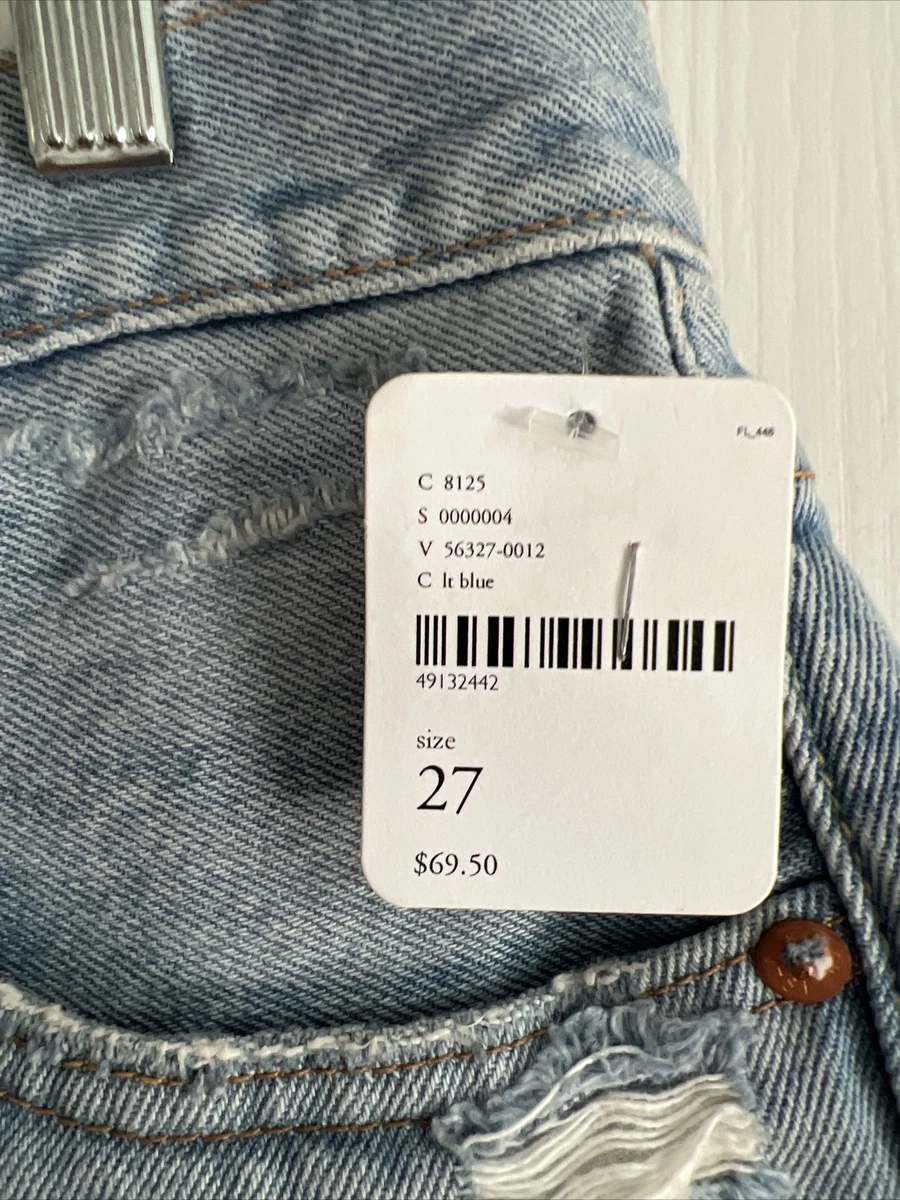 FL_446
C 8125
S 0000004
V 56327-0012
C lt blue
49132442
size
27
$69.50